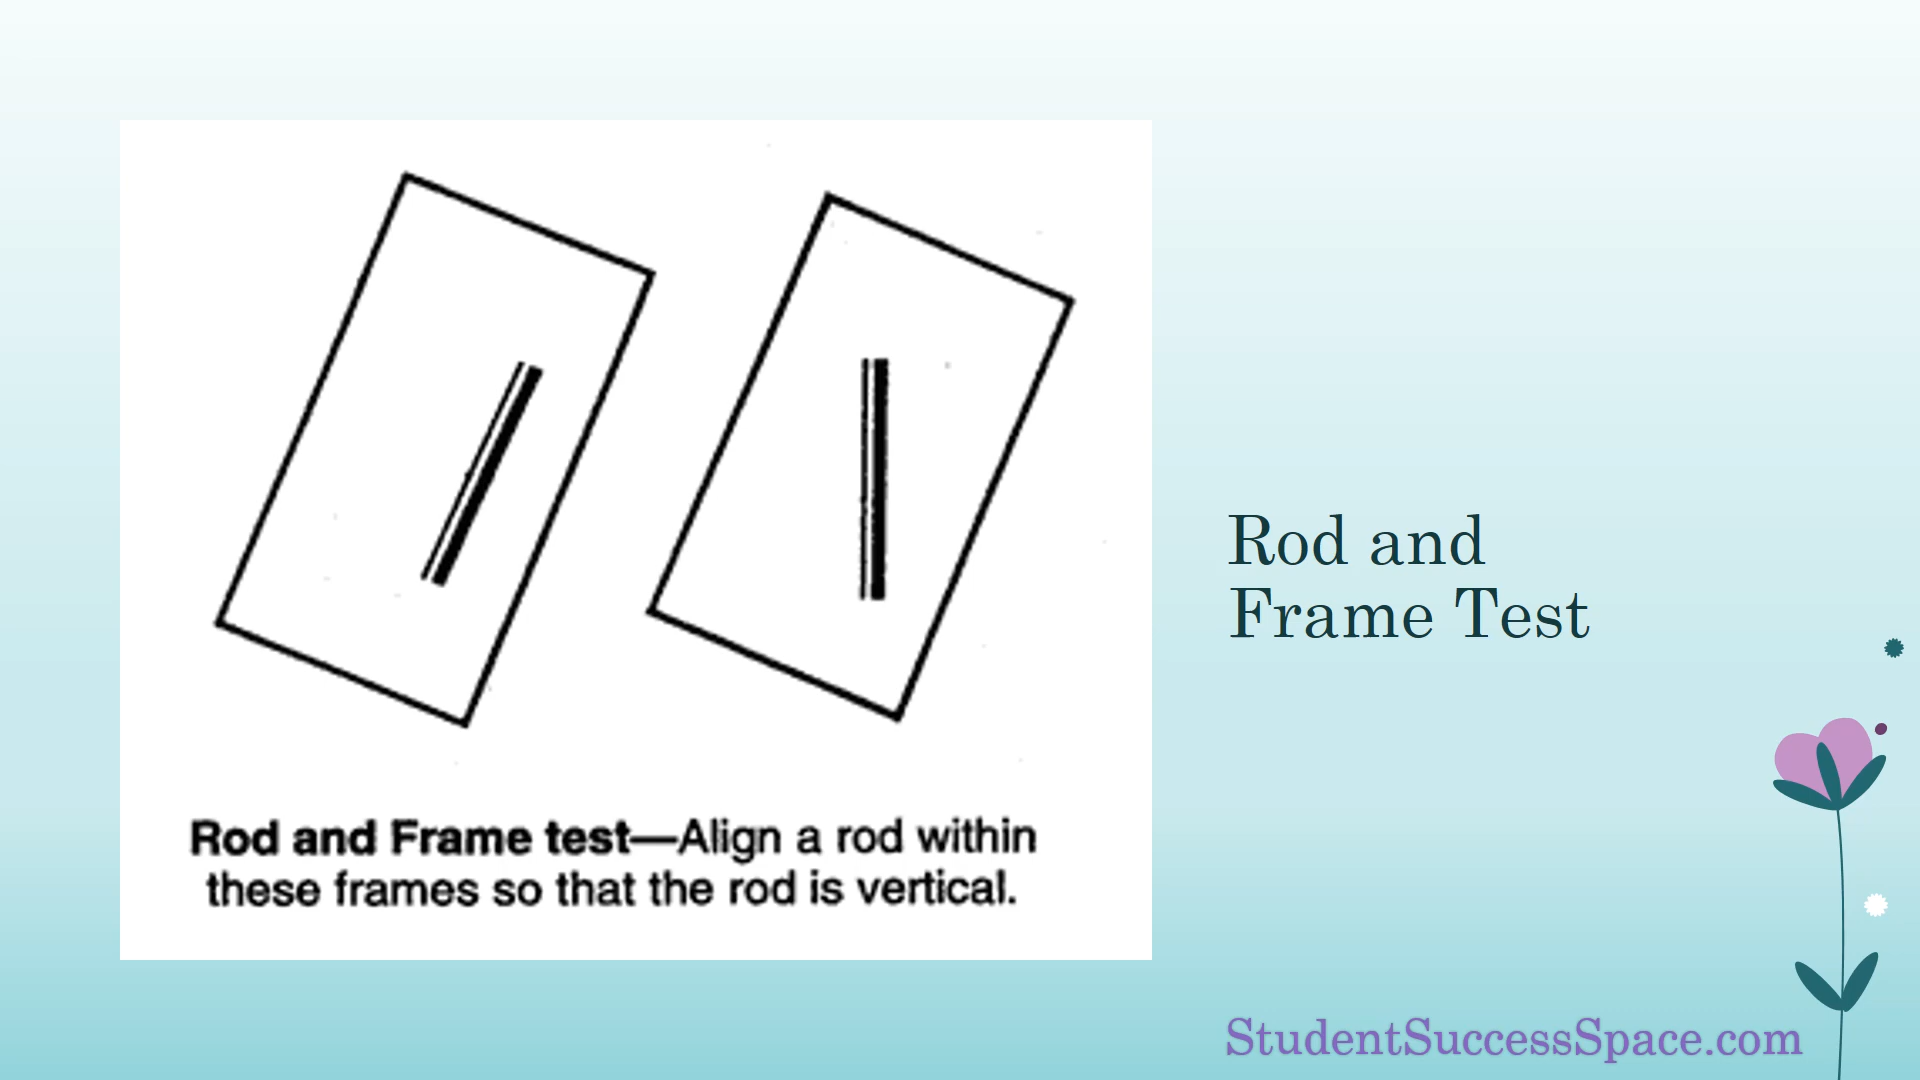 Rod and Frame test—Align a rod within
these frames so that the rod is vertical.
Rod and
Frame Test
StudentSuccessSpace.com